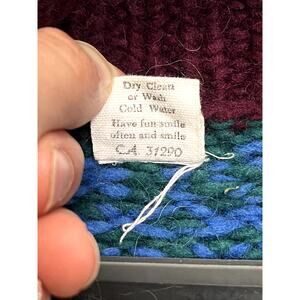 Dry Clean
or Wash
Cold Water
Have fun smile
often and smile
C.A. 31290